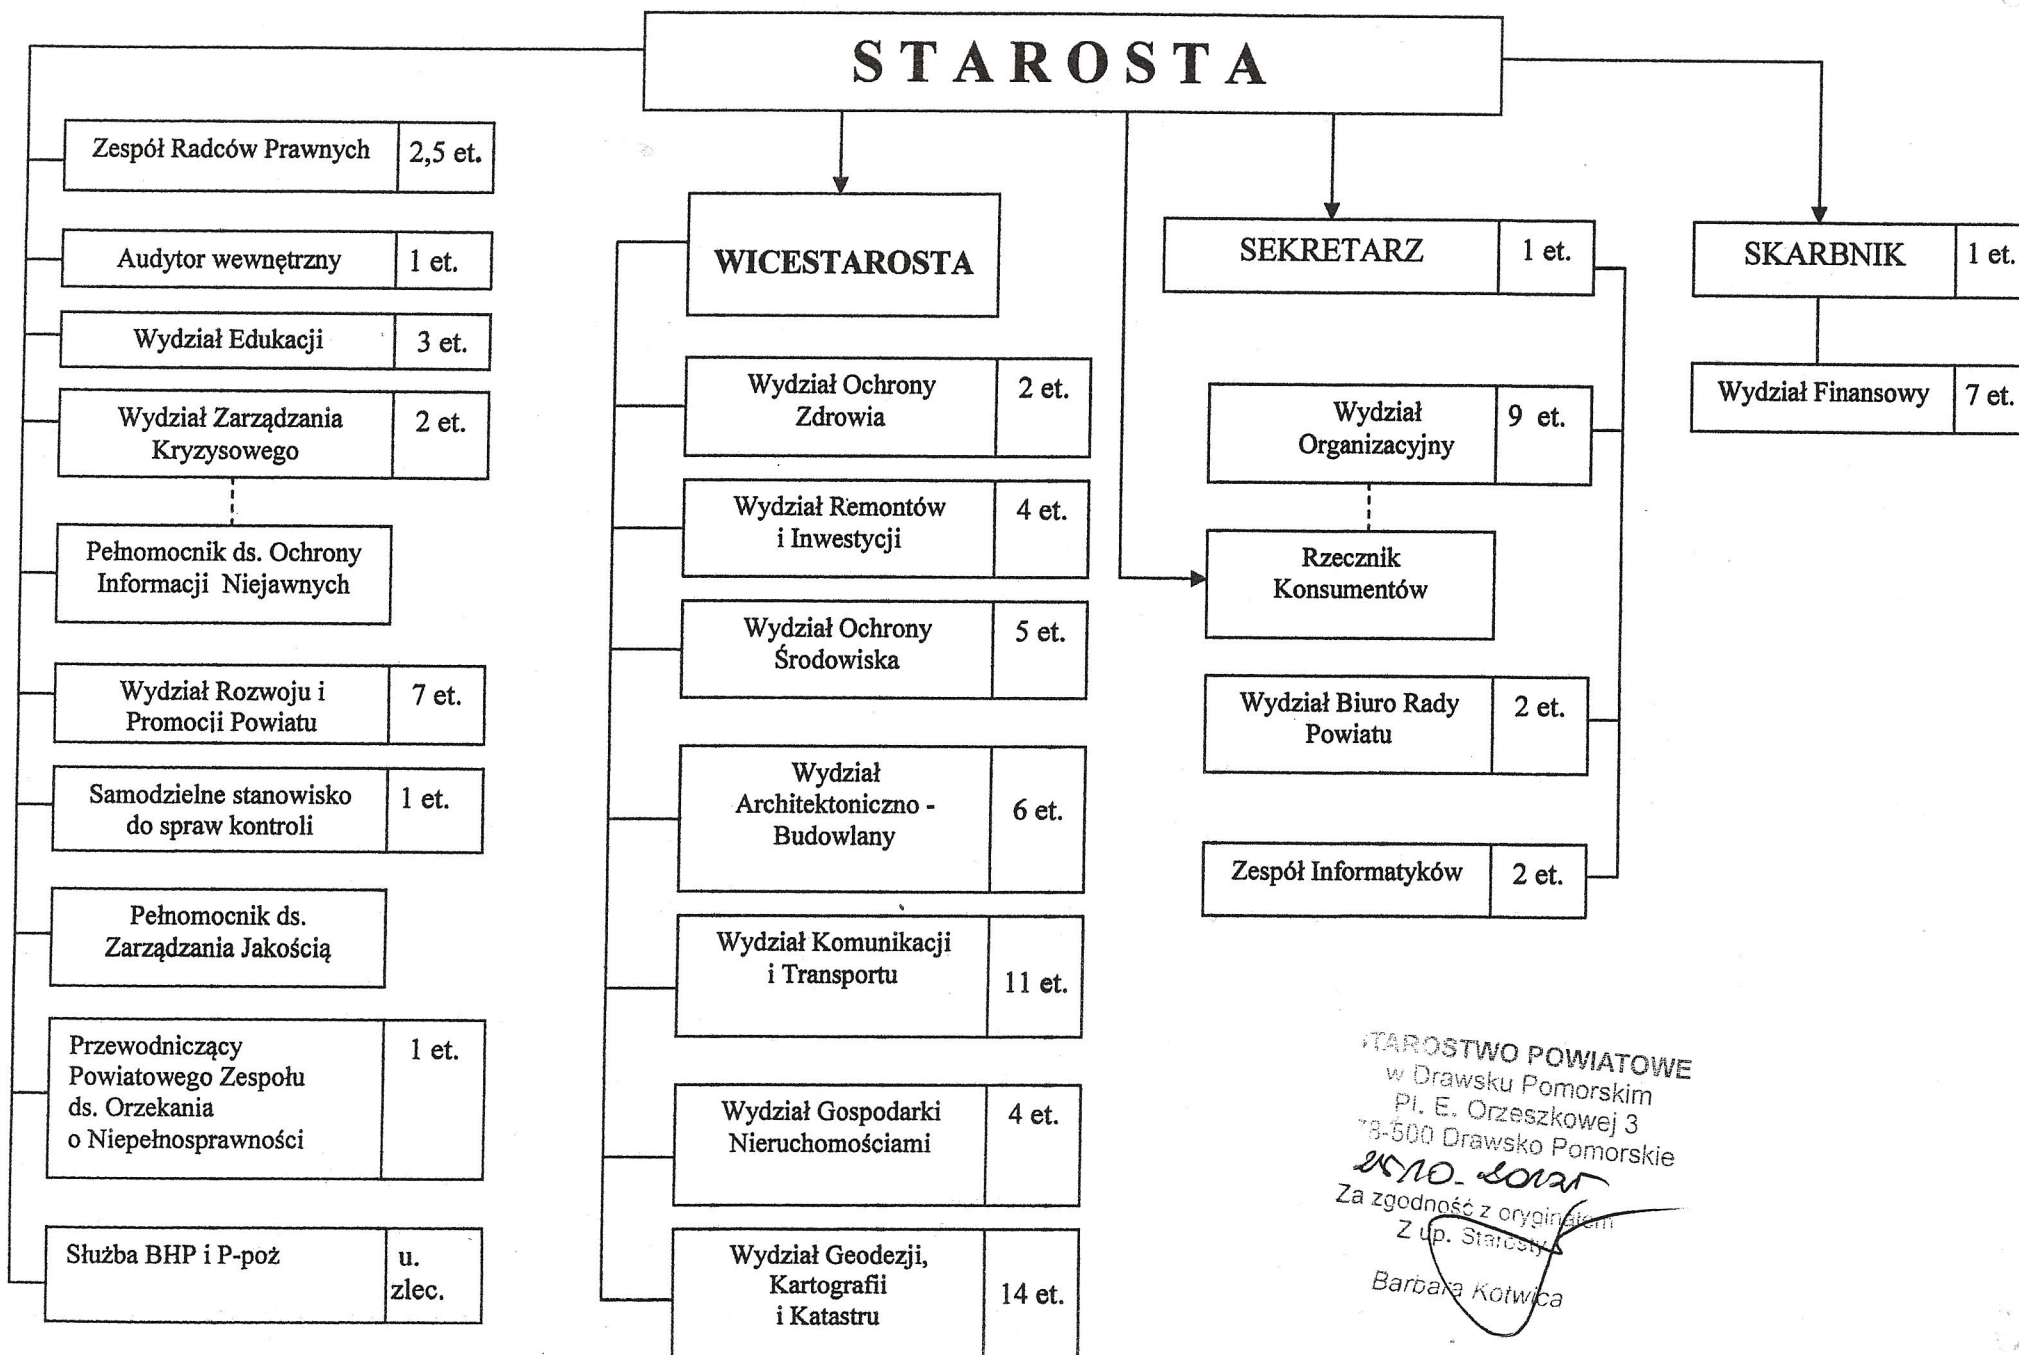 STAROSTA
Zespół Radców Prawnych
2,5 et.
Audytor wewnętrzny
1 et.
Wydział Edukacji
3 et.
Wydział Zarządzania
Kryzysowego
2 et.
Pełnomocnik ds. Ochrony
Informacji Niejawnych
Wydział Rozwoju i
Promocji Powiatu
7 et.
Samodzielne stanowisko
do spraw kontroli
1 et.
Pełnomocnik ds.
Zarządzania Jakością
Przewodniczący
Powiatowego Zespołu
ds. Orzekania
o Niepełnosprawności
1 et.
Służba BHP i P-poż
u.
zlec.
WICESTAROSTA
Wydział Ochrony
Zdrowia
2 et.
Wydział Remontów
i Inwestycji
4 et.
Wydział Ochrony
Środowiska
5 et.
Wydział
Architektoniczno -
Budowlany
6 et.
Wydział Komunikacji
i Transportu
11 et.
Wydział Gospodarki
Nieruchomościami
4 et.
Wydział Geodezji,
Kartografii
i Katastru
14 et.
SEKRETARZ
1 et.
Wydział
Organizacyjny
9 et.
Rzecznik
Konsumentów
Wydział Biuro Rady
Powiatu
2 et.
Zespół Informatyków
2 et.
SKARBNIK
1 et.
Wydział Finansowy
7 et.
STAROSTWO POWIATOWE
w Drawsku Pomorskim
Pl. E. Orzeszkowej 3
78-500 Drawsko Pomorskie
Za zgodność z oryginałem
Z up. Starosty
Barbara Kotwica